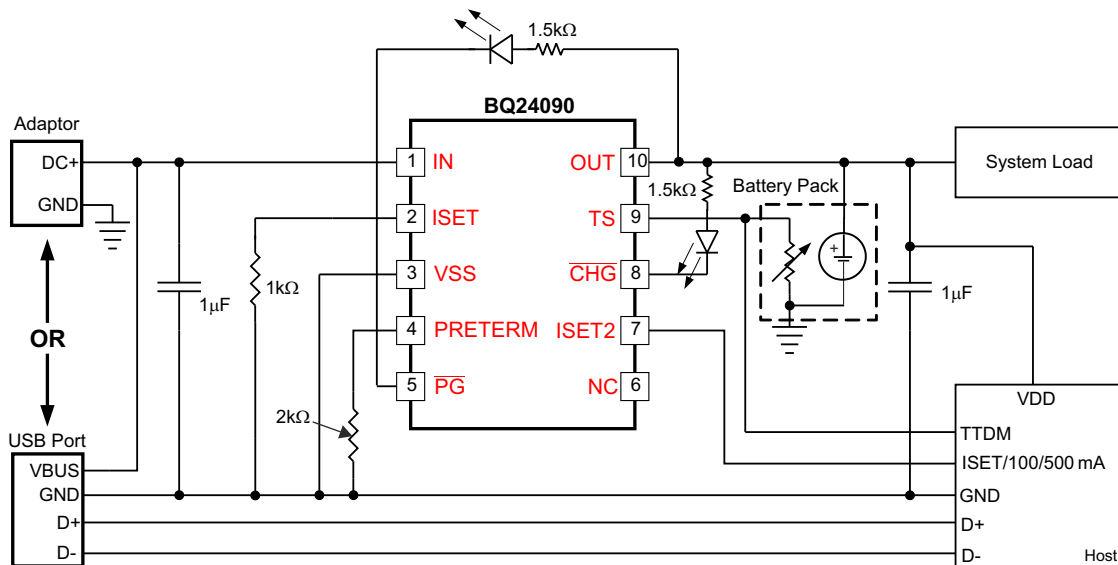 1.5kΩ
BQ24090
Adaptor
DC+
GND
1 IN
2 ISET
3 VSS
4 PRETERM
5 PG
OUT 10
TS 9
CHG 8
ISET2 7
NC 6
1.5kΩ
Battery Pack
+
System Load
1μF
1kΩ
2kΩ
1μF
OR
USB Port
VBUS
GND
D+
D-
VDD
TTDM
ISET/100/500 mA
GND
D+
D-
Host